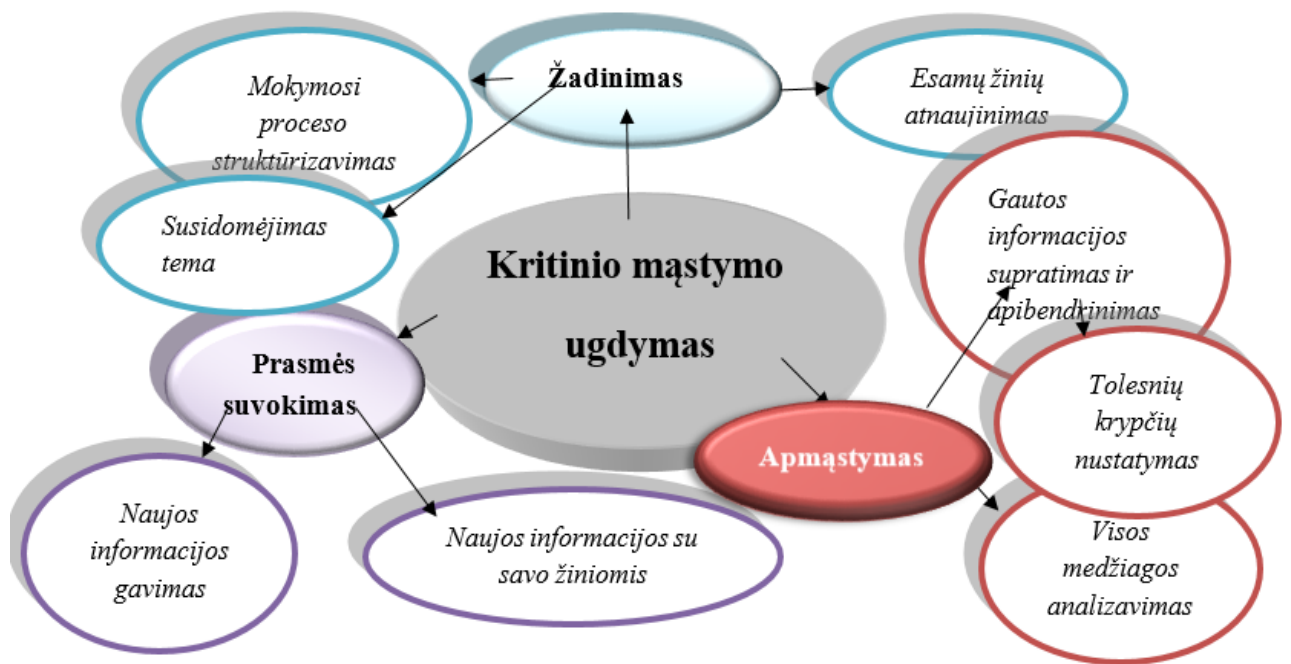 Žadinimas
Mokymosi
proceso
struktūrizavimas
Esamų žinių
atnaujinimas
Susidomėjimas
tema
Kritinio mąstymo
ugdymas
Gautos
informacijos
supratimas ir
apibendrinimas
Prasmės
suvokimas
Tolesnių
krypčių
nustatymas
Apmąstymas
Naujos
informacijos
gavimas
Naujos informacijos su
savo žiniomis
Visos
medžiagos
analizavimas